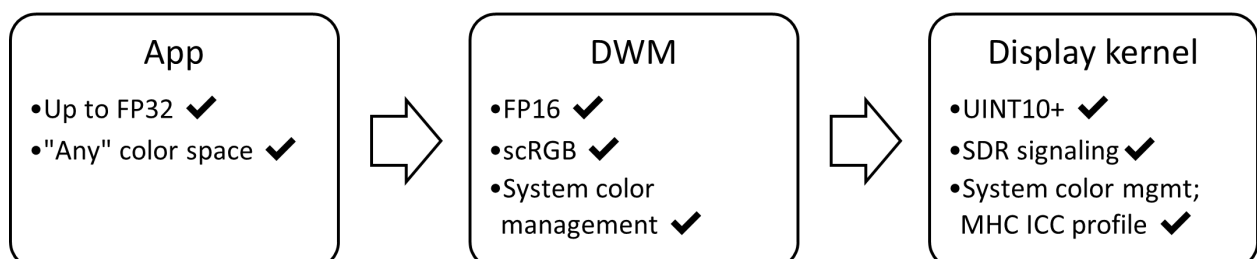 App
•Up to FP32 ✔
•"Any" color space ✔
DWM
•FP16 ✔
•scRGB ✔
•System color
management ✔
Display kernel
•UINT10+ ✔
•SDR signaling ✔
•System color mgmt;
MHC ICC profile ✔